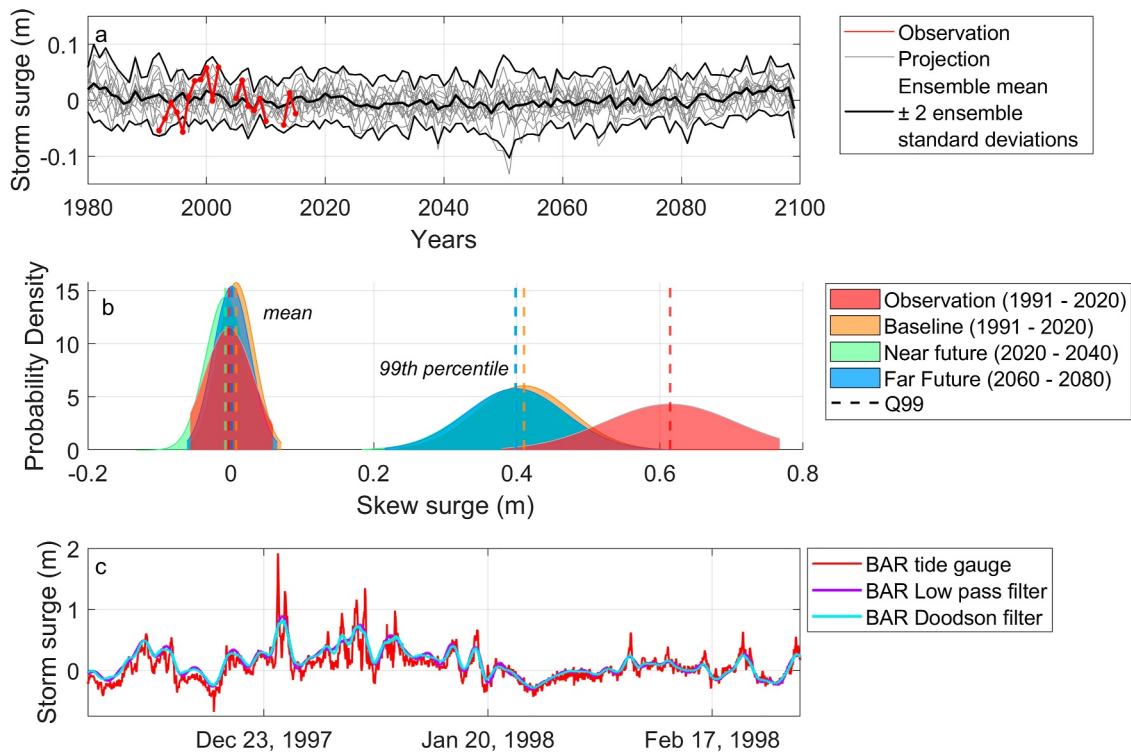 a
Storm surge (m)
0.1
0
-0.1
1980
2000
2020
2040
2060
2080
2100
Years
Observation
Projection
Ensemble mean
± 2 ensemble
standard deviations
b
Probability Density
15
10
5
0
mean
99th percentile
-0.2
0
0.2
0.4
0.6
0.8
Skew surge (m)
Observation (1991 - 2020)
Baseline (1991 - 2020)
Near future (2020 - 2040)
Far Future (2060 - 2080)
Q99
c
Storm surge (m)
2
1
0
Dec 23, 1997
Jan 20, 1998
Feb 17, 1998
BAR tide gauge
BAR Low pass filter
BAR Doodson filter